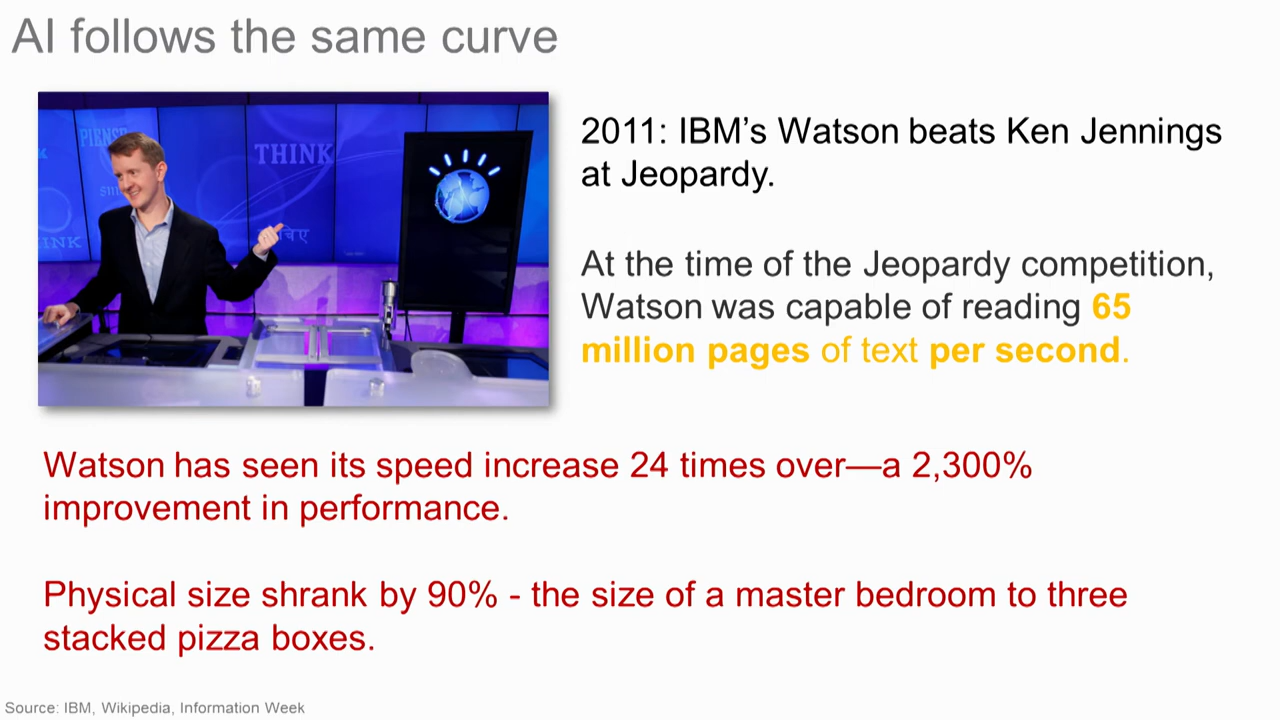 AI follows the same curve
PIENSE
THINK
THINK
2011: IBM's Watson beats Ken Jennings
at Jeopardy.
At the time of the Jeopardy competition,
Watson was capable of reading 65
million pages of text per second.
Watson has seen its speed increase 24 times over—a 2,300%
improvement in performance.
Physical size shrank by 90% - the size of a master bedroom to three
stacked pizza boxes.
Source: IBM, Wikipedia, Information Week